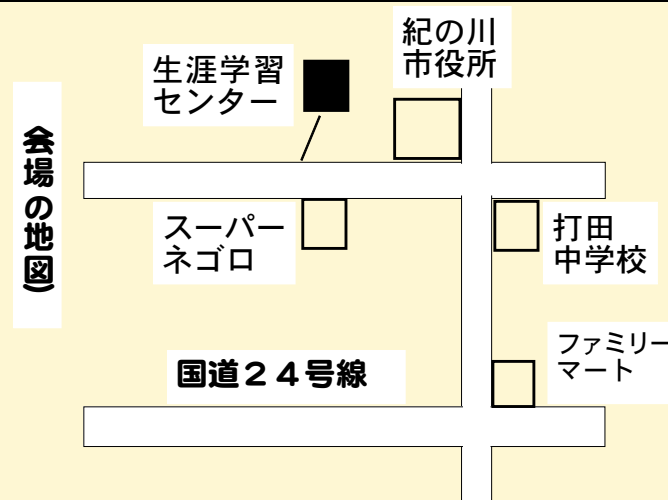 会場の地図)
生涯学習
センター
紀の川
市役所
スーパー
ネゴロ
打田
中学校
ファミリー
マート
国道２４号線